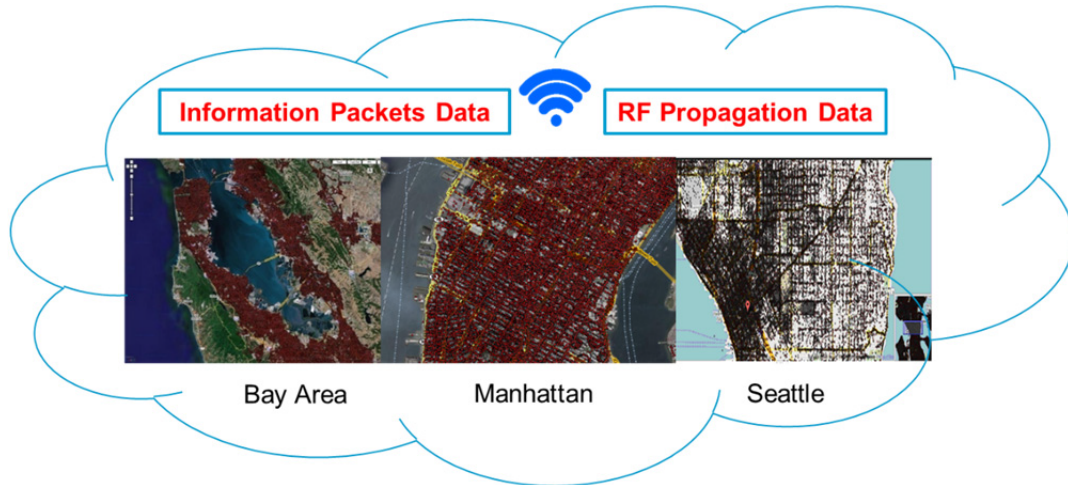 Information Packets Data
RF Propagation Data
Bay Area
Manhattan
Seattle